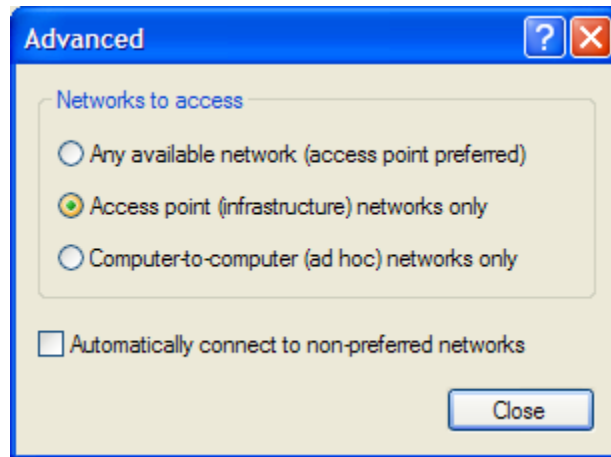 Advanced
Networks to access
Any available network (access point preferred)
Access point (infrastructure) networks only
Computer-to-computer (ad hoc) networks only
Automatically connect to non-preferred networks
Close